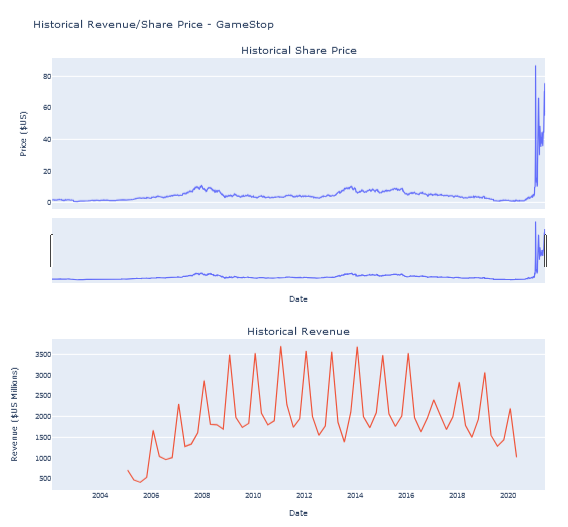 Historical Revenue/Share Price - GameStop
Historical Share Price
80
60
40
20
0
Price ($US)
Date
Historical Revenue
3500
3000
2500
2000
1500
1000
500
Revenue ($US Millions)
2004 2006 2008 2010 2012 2014 2016 2018 2020
Date